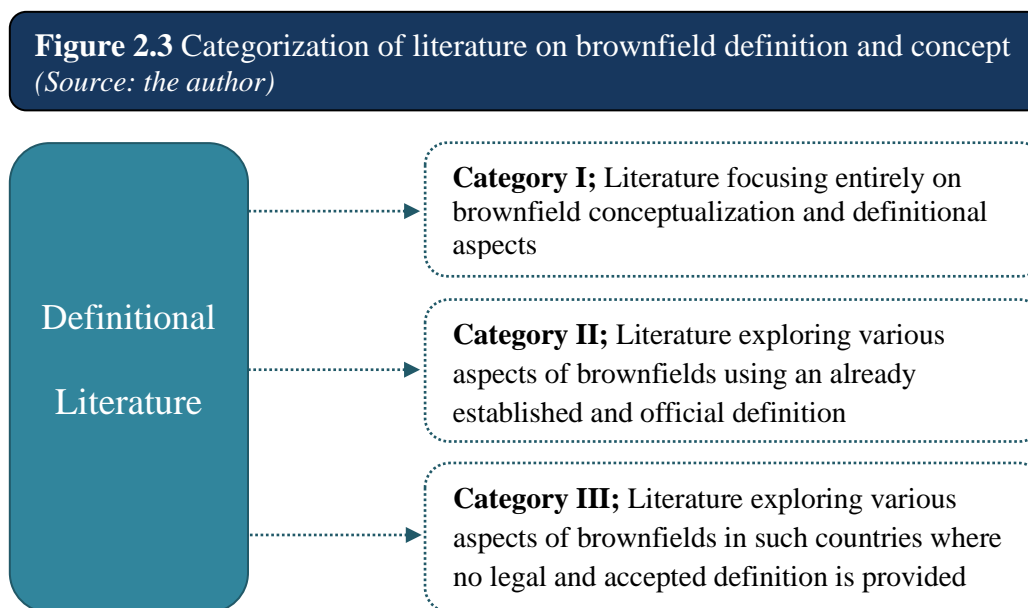 Figure 2.3 Categorization of literature on brownfield definition and concept
(Source: the author)
Definitional
Literature
Category I; Literature focusing entirely on
brownfield conceptualization and definitional
aspects
Category II; Literature exploring various
aspects of brownfields using an already
established and official definition
Category III; Literature exploring various
aspects of brownfields in such countries where
no legal and accepted definition is provided